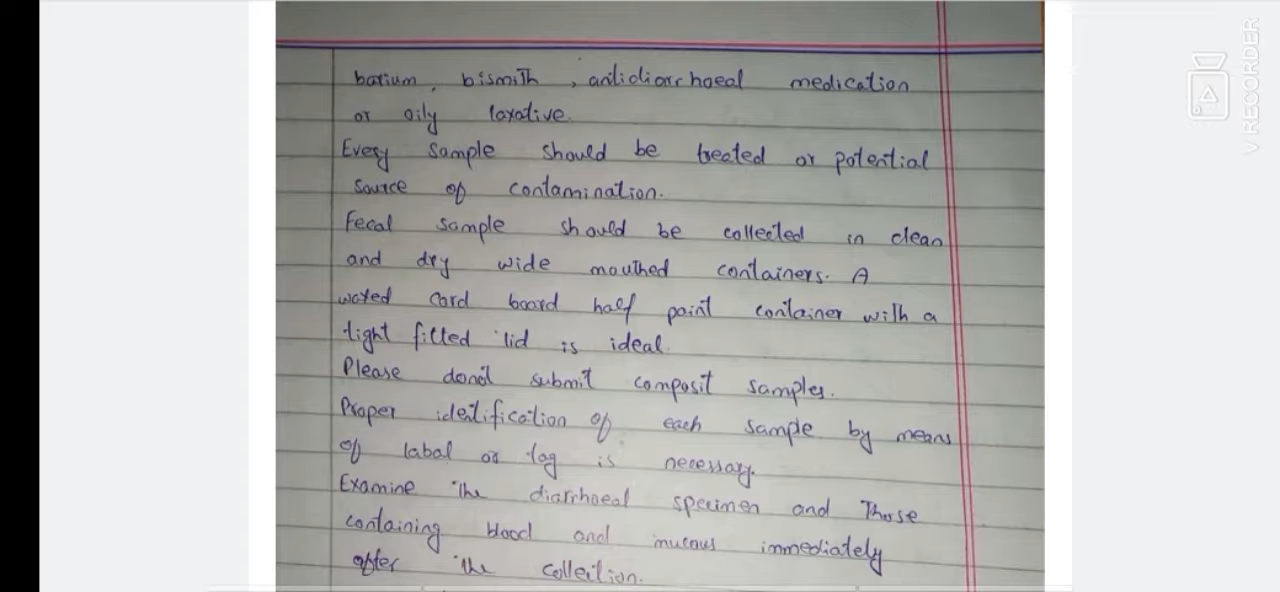 barium, bismith, antidiarrhoeal medication
or oily laxative.
Every sample should be treated or potential
source of contamination.
Fecal sample should be collected in clean
and dry wide mouthed containers. A
waxed card board half paint container with a
tight fitted lid is ideal.
Please donot submit composit samples.
Proper identification of each sample by means
of labal or tag is necessary.
Examine the diarrhoeal specimen and Those
containing blood and mucous immediately
after the collection.
V RECORDER